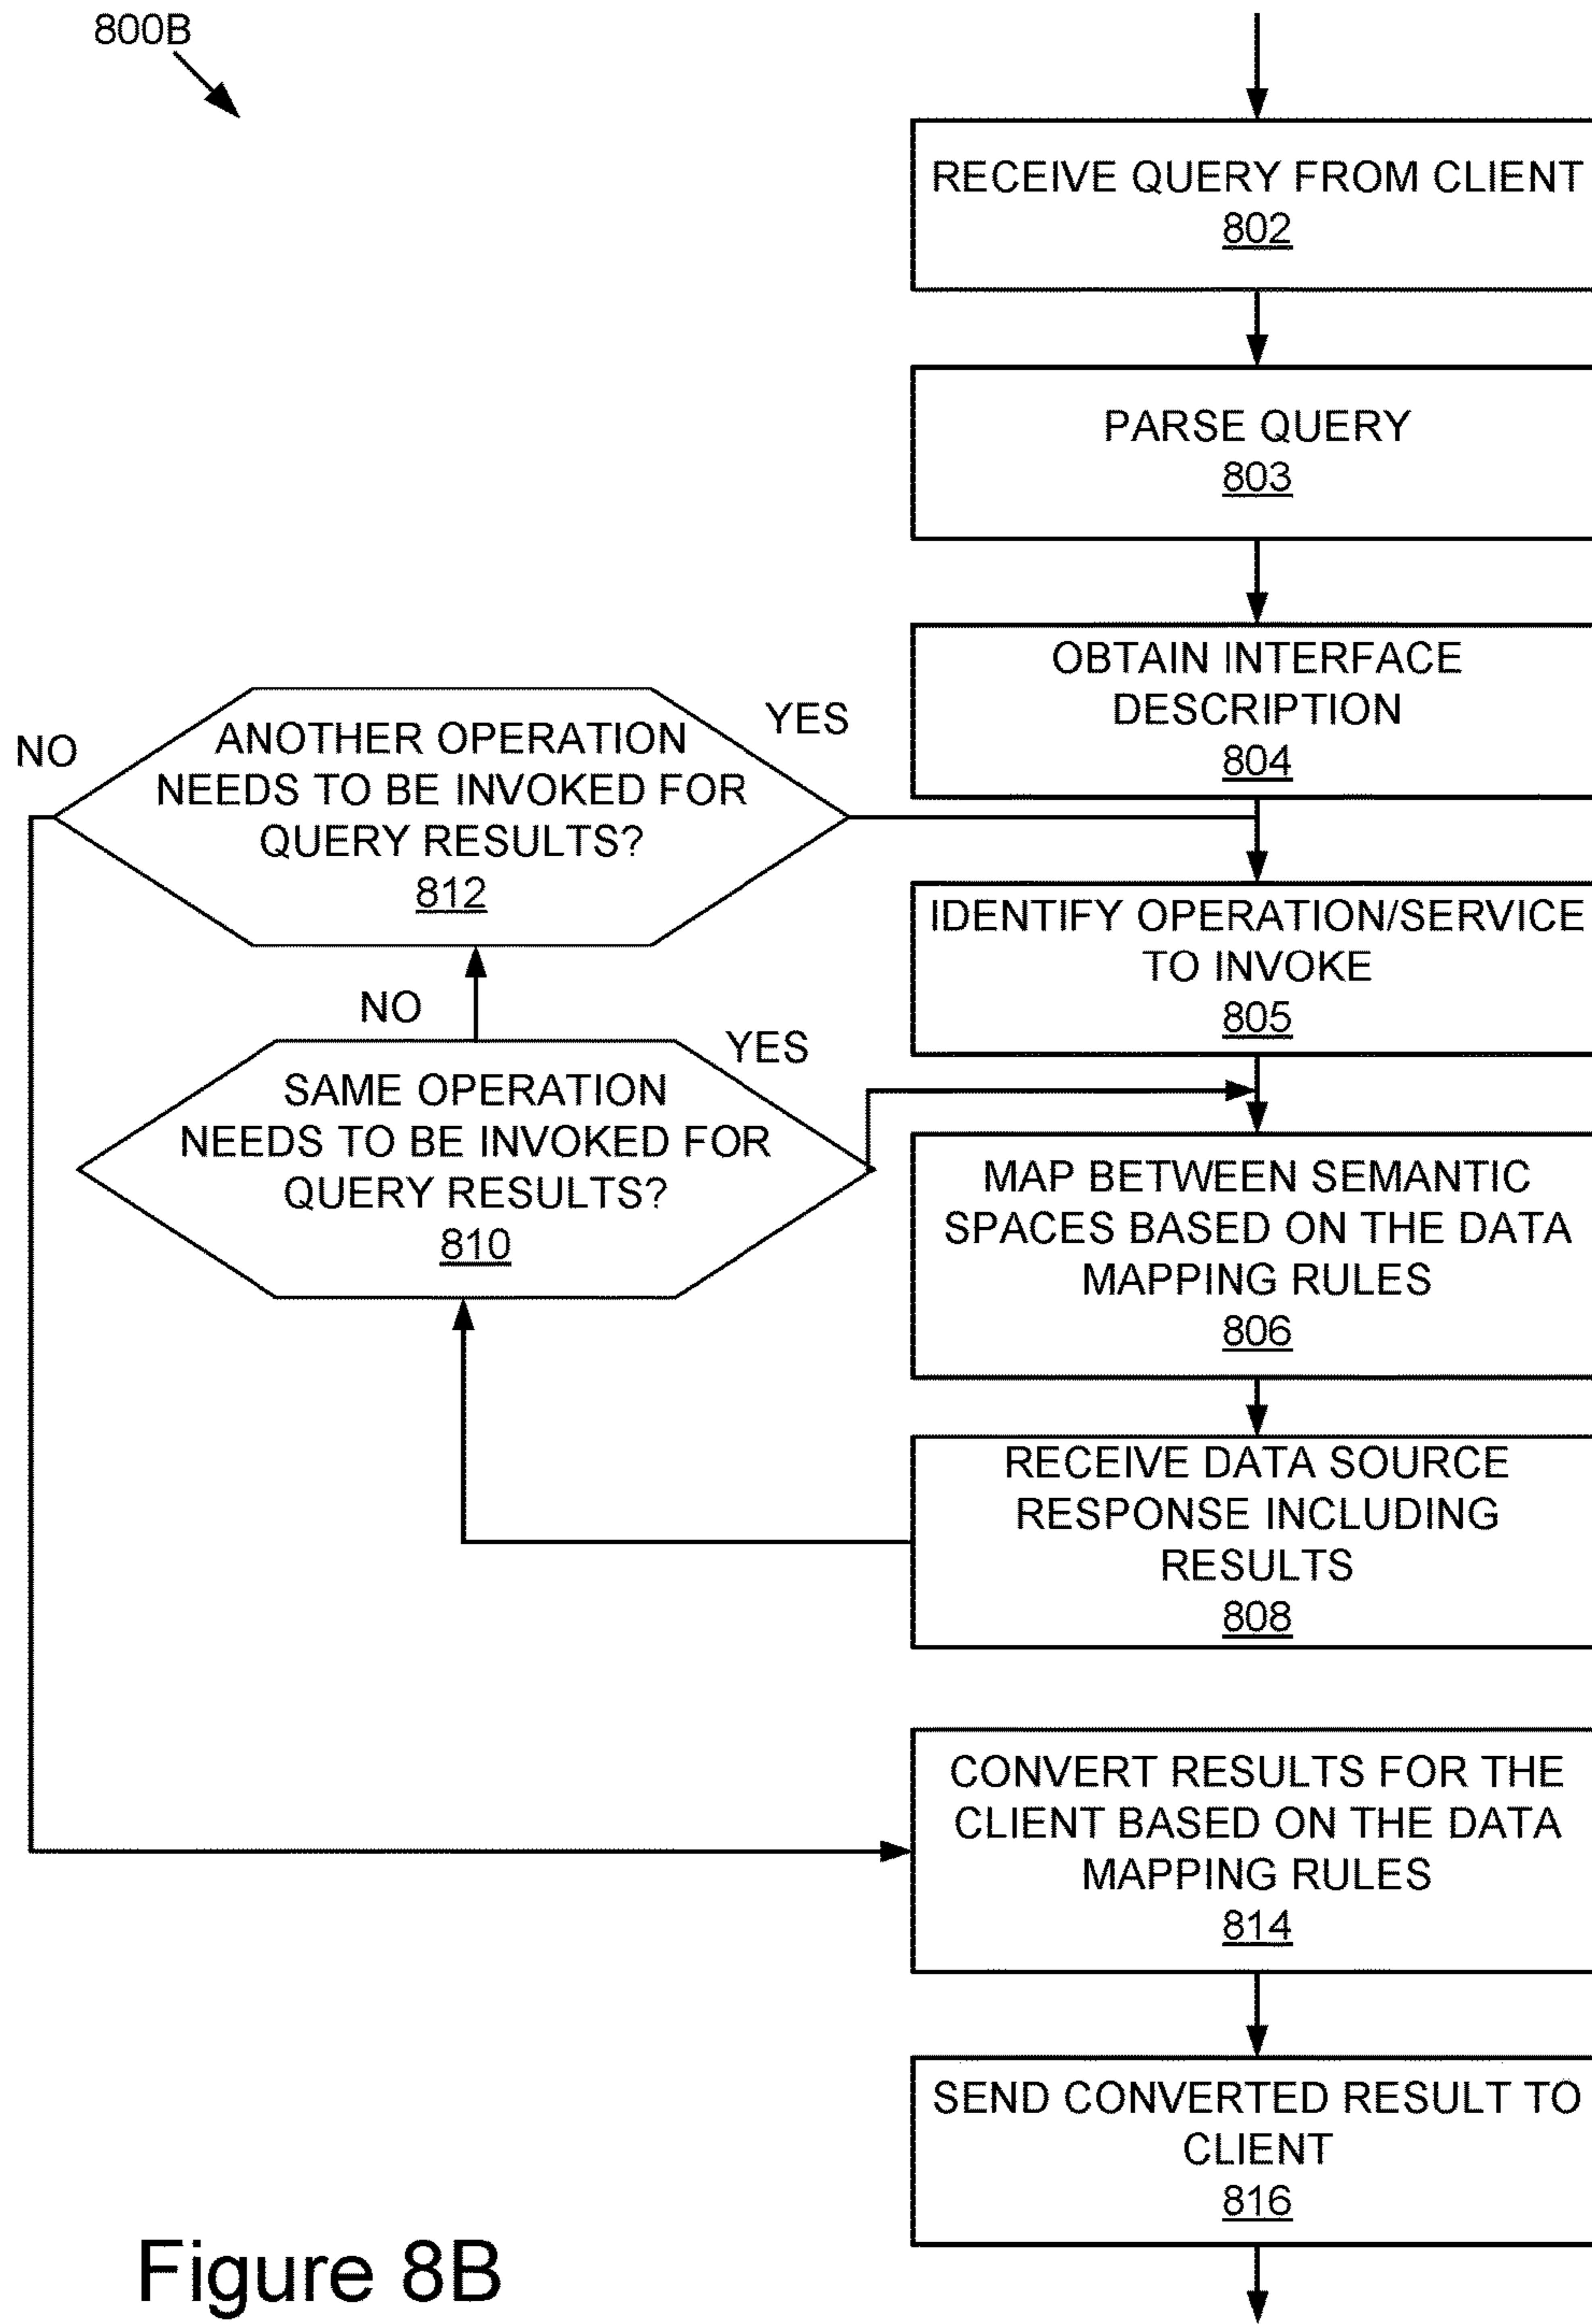 800B
RECEIVE QUERY FROM CLIENT
802
PARSE QUERY
803
OBTAIN INTERFACE
DESCRIPTION
804
NO
ANOTHER OPERATION
NEEDS TO BE INVOKED FOR
QUERY RESULTS?
812
YES
IDENTIFY OPERATION/SERVICE
TO INVOKE
805
NO
SAME OPERATION
NEEDS TO BE INVOKED FOR
QUERY RESULTS?
810
YES
MAP BETWEEN SEMANTIC
SPACES BASED ON THE DATA
MAPPING RULES
806
RECEIVE DATA SOURCE
RESPONSE INCLUDING
RESULTS
808
CONVERT RESULTS FOR THE
CLIENT BASED ON THE DATA
MAPPING RULES
814
SEND CONVERTED RESULT TO
CLIENT
816
Figure 8B